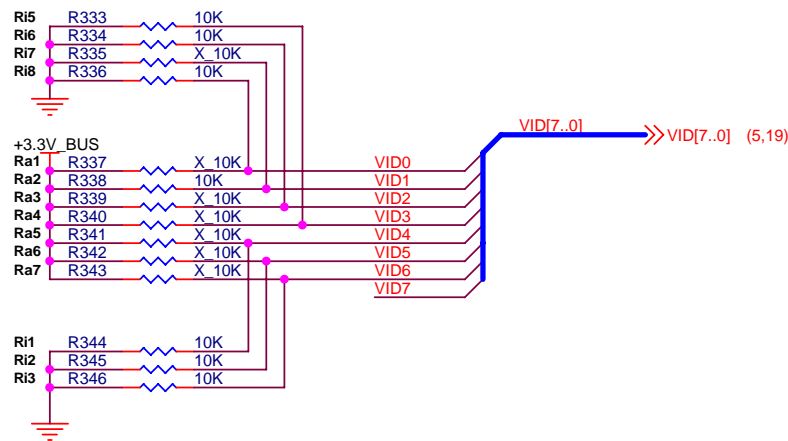 Ri5 R333 10K
Ri6 R334 10K
Ri7 R335 X_10K
Ri8 R336 10K
VID[7..0]
VID[7..0] (5,19)
+3.3V_BUS
Ra1 R337 X_10K VID0
Ra2 R338 10K VID1
Ra3 R339 X_10K VID2
Ra4 R340 X_10K VID3
Ra5 R341 X_10K VID4
Ra6 R342 X_10K VID5
Ra7 R343 X_10K VID6
VID7
Ri1 R344 10K
Ri2 R345 10K
Ri3 R346 10K